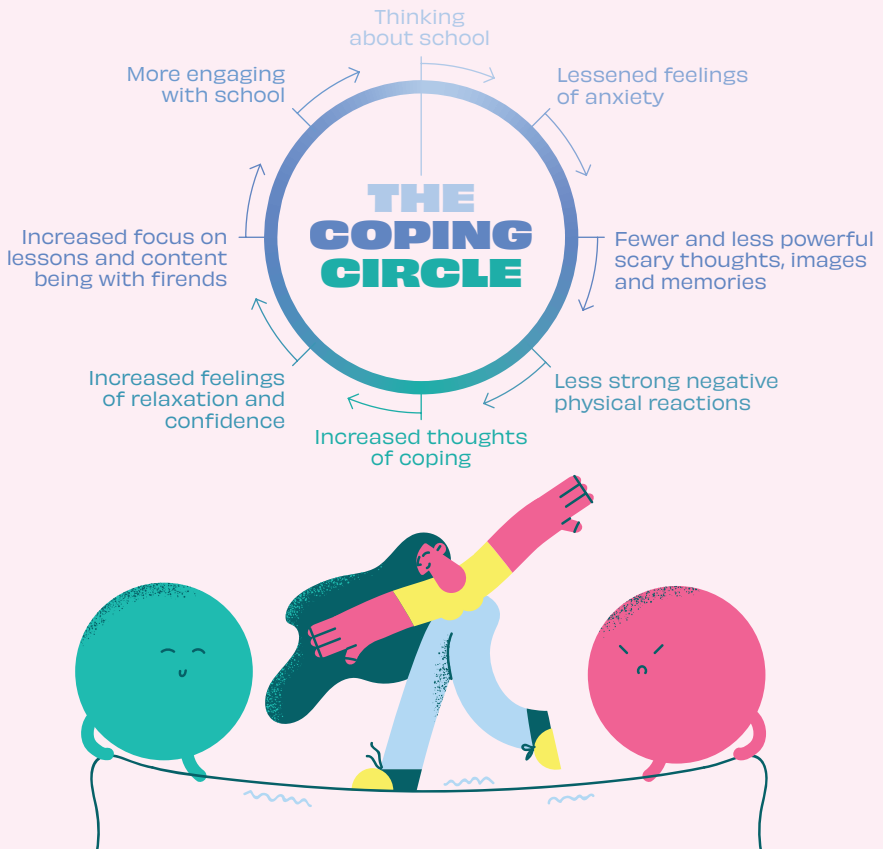 Thinking
about school
Lessened feelings
of anxiety
Fewer and less powerful
scary thoughts, images
and memories
Less strong negative
physical reactions
Increased thoughts
of coping
Increased feelings
of relaxation and
confidence
Increased focus on
lessons and content
being with firends
More engaging
with school
THE
COPING
CIRCLE